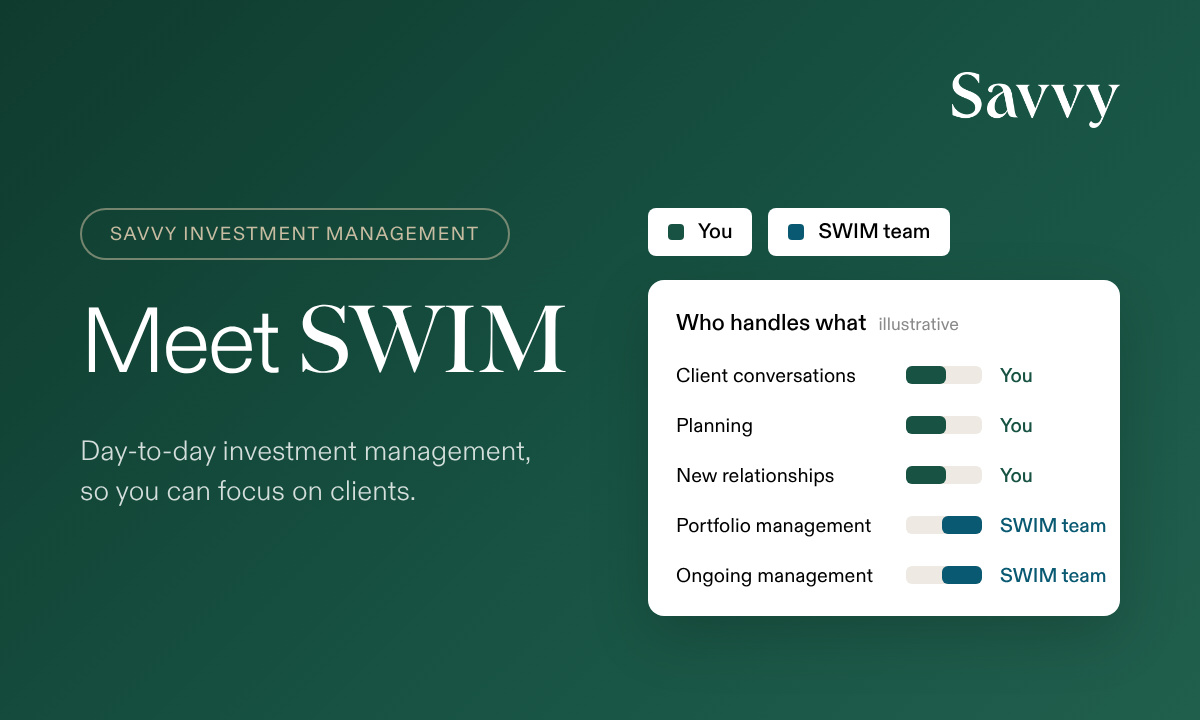 Savvy
SAVVY INVESTMENT MANAGEMENT
Meet SWIM
Day-to-day investment management,
so you can focus on clients.
You
SWIM team
Who handles what illustrative
Client conversations You
Planning You
New relationships You
Portfolio management SWIM team
Ongoing management SWIM team